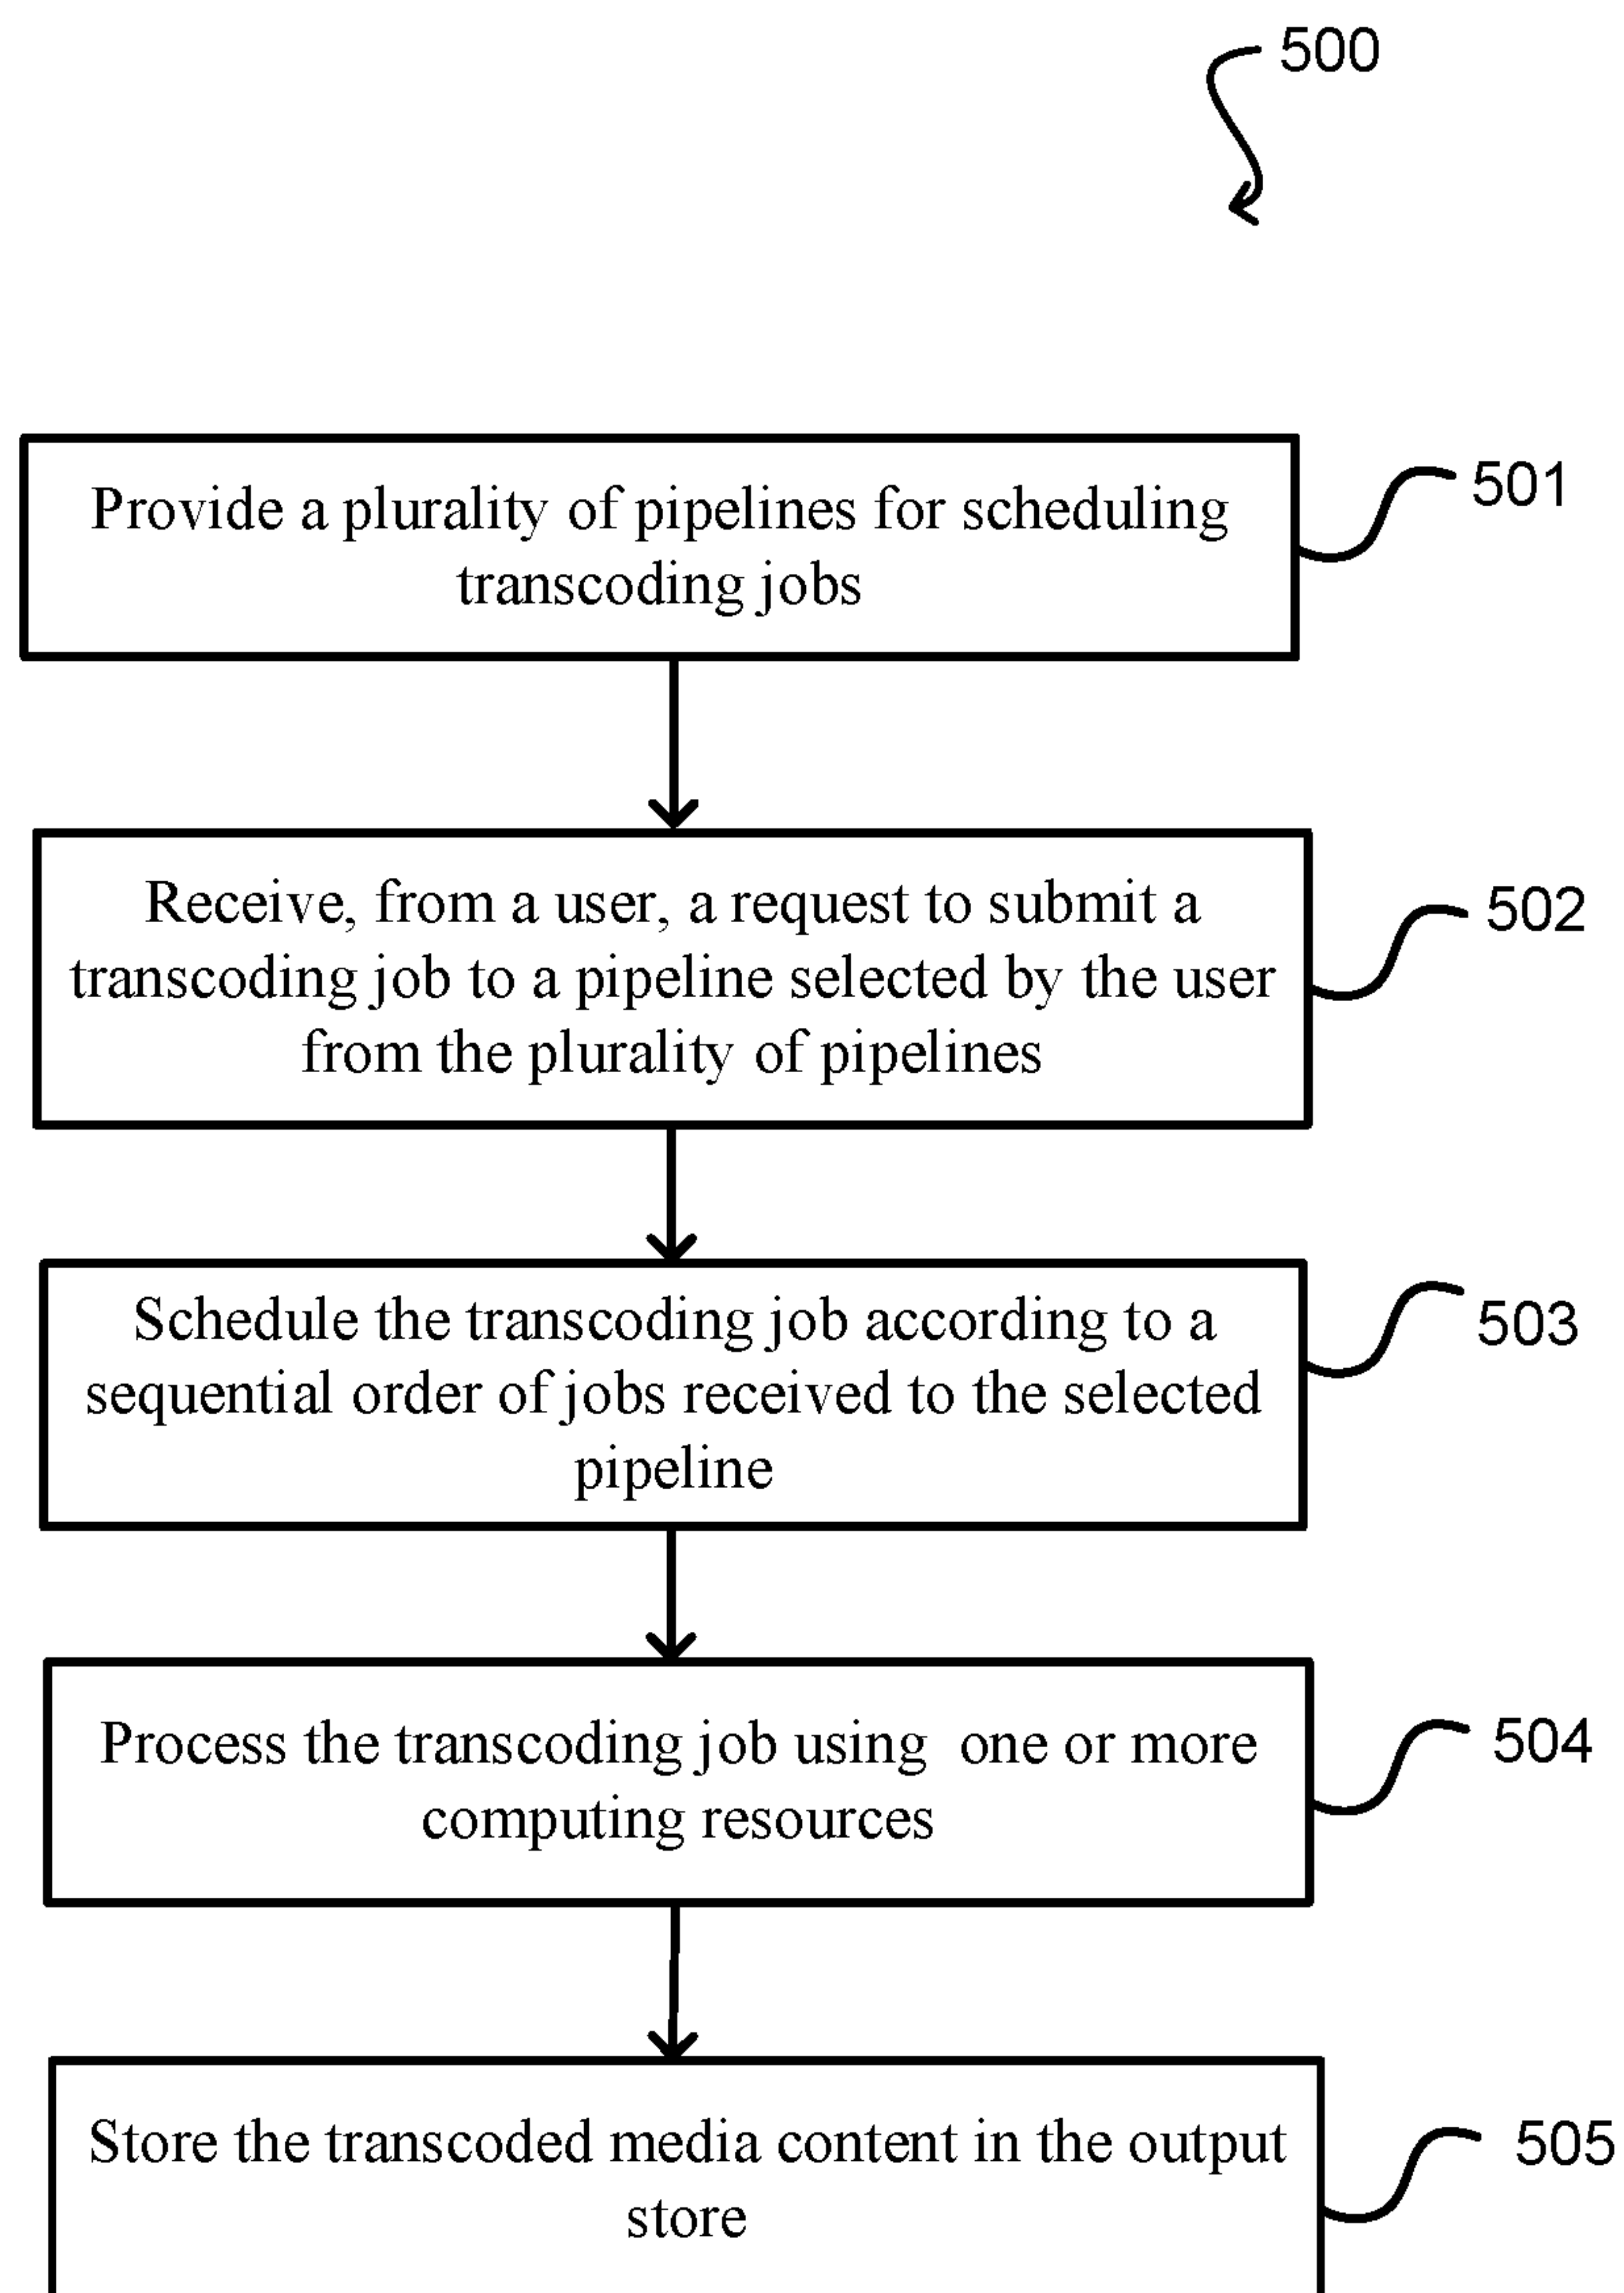 500
Provide a plurality of pipelines for scheduling
transcoding jobs
501
Receive, from a user, a request to submit a
transcoding job to a pipeline selected by the user
from the plurality of pipelines
502
Schedule the transcoding job according to a
sequential order of jobs received to the selected
pipeline
503
Process the transcoding job using one or more
computing resources
504
Store the transcoded media content in the output
store
505